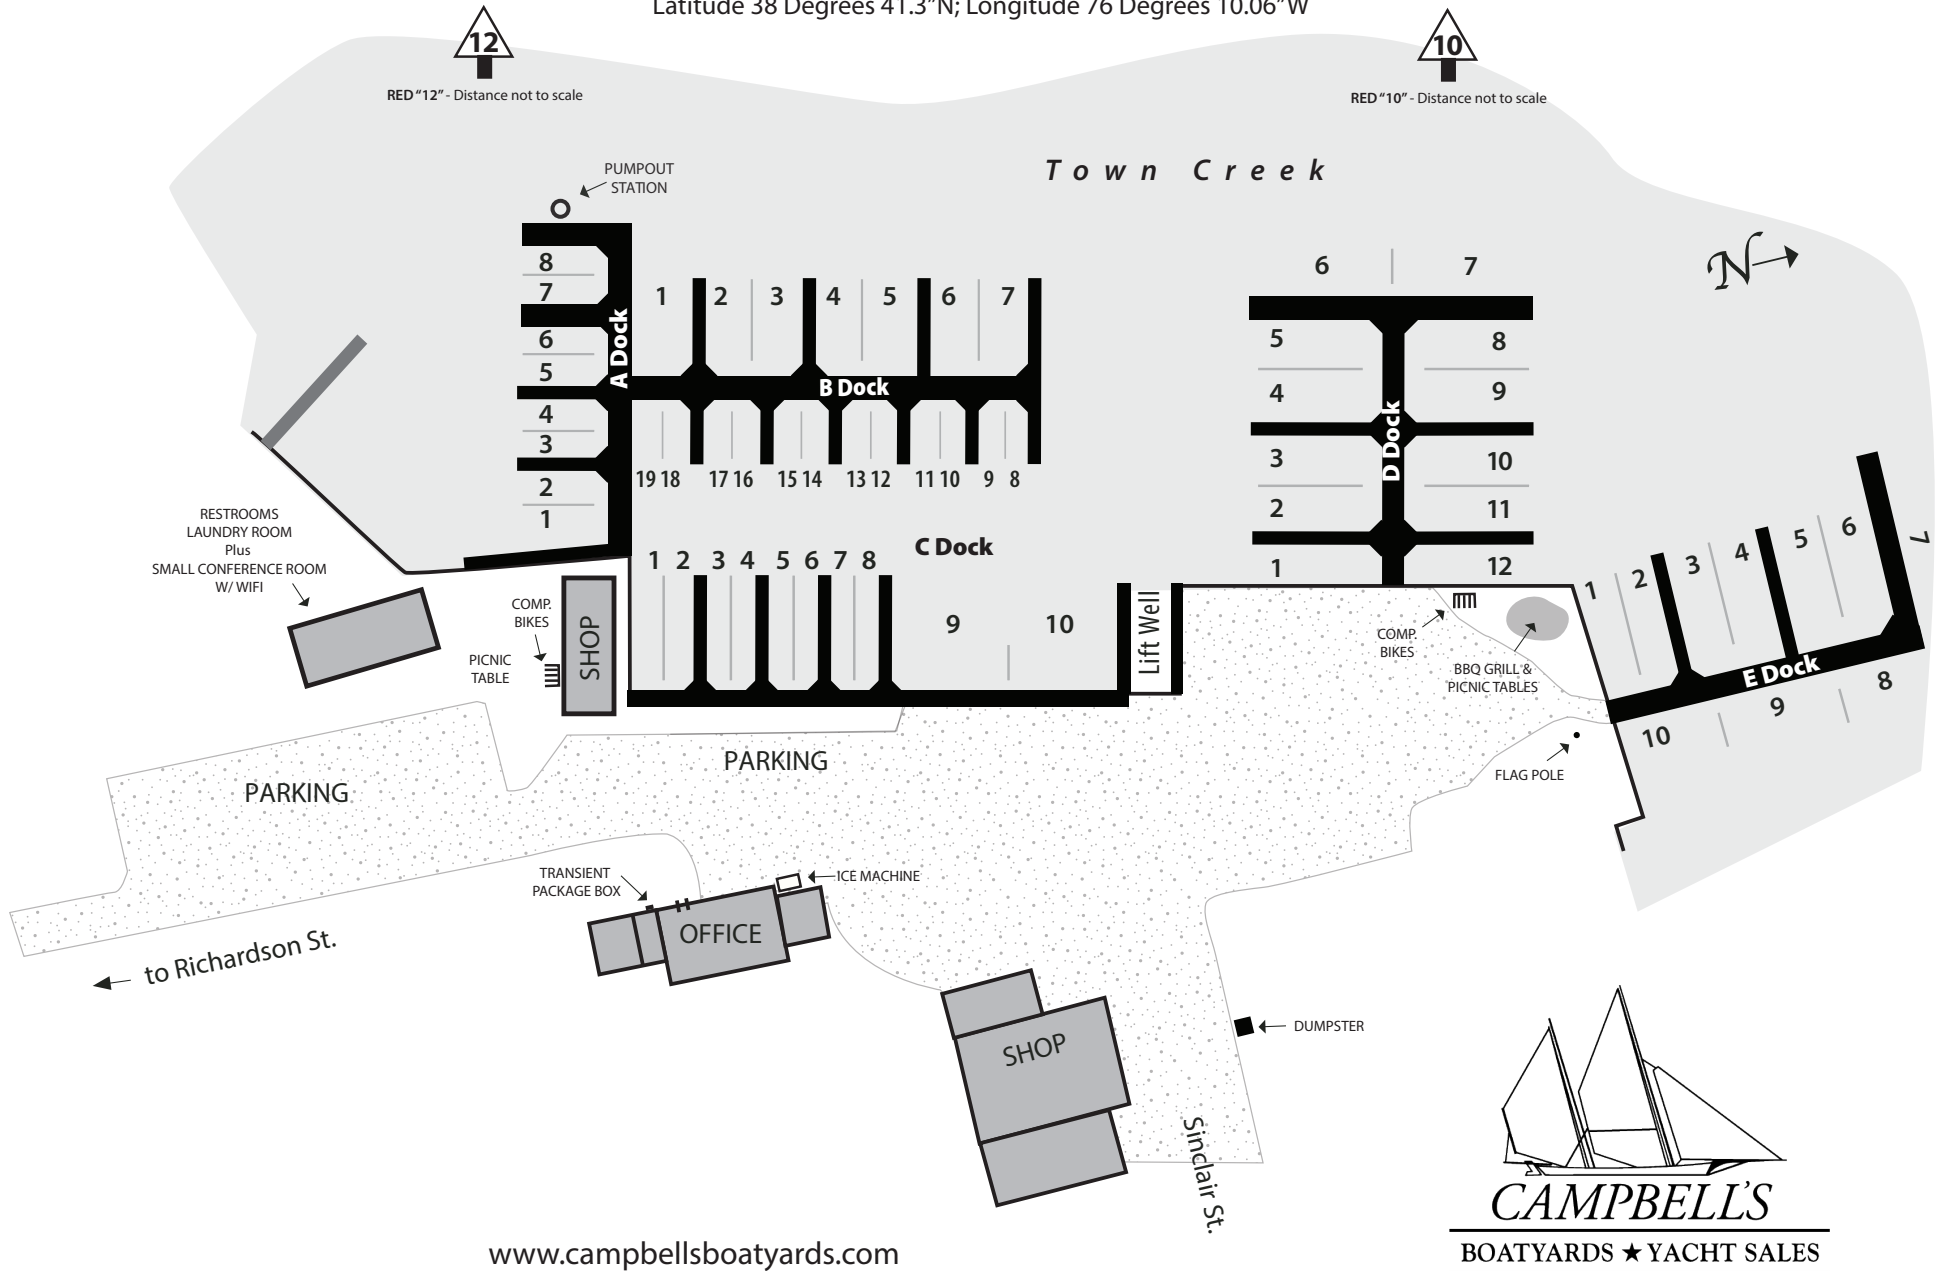 Latitude 38 Degrees 41.3"N; Longitude 76 Degrees 10.06"W
12
RED "12" - Distance not to scale
10
RED "10" - Distance not to scale
Town Creek
PUMPOUT
STATION
N
A Dock
8
7
6
5
4
3
2
1
B Dock
1 2 3 4 5 6 7
19 18 17 16 15 14 13 12 11 10 9 8
C Dock
1 2 3 4 5 6 7 8
9 10
Lift Well
D Dock
6 7
5 8
4 9
3 10
2 11
1 12
E Dock
1 2 3 4 5 6 7
10 9 8
RESTROOMS
LAUNDRY ROOM
Plus
SMALL CONFERENCE ROOM
W/ WIFI
COMP.
BIKES
PICNIC
TABLE
SHOP
COMP.
BIKES
BBQ GRILL &
PICNIC TABLES
FLAG POLE
PARKING
PARKING
TRANSIENT
PACKAGE BOX
ICE MACHINE
OFFICE
to Richardson St.
SHOP
DUMPSTER
Sinclair St.
www.campbellsboatyards.com
CAMPBELL'S
BOATYARDS ★ YACHT SALES